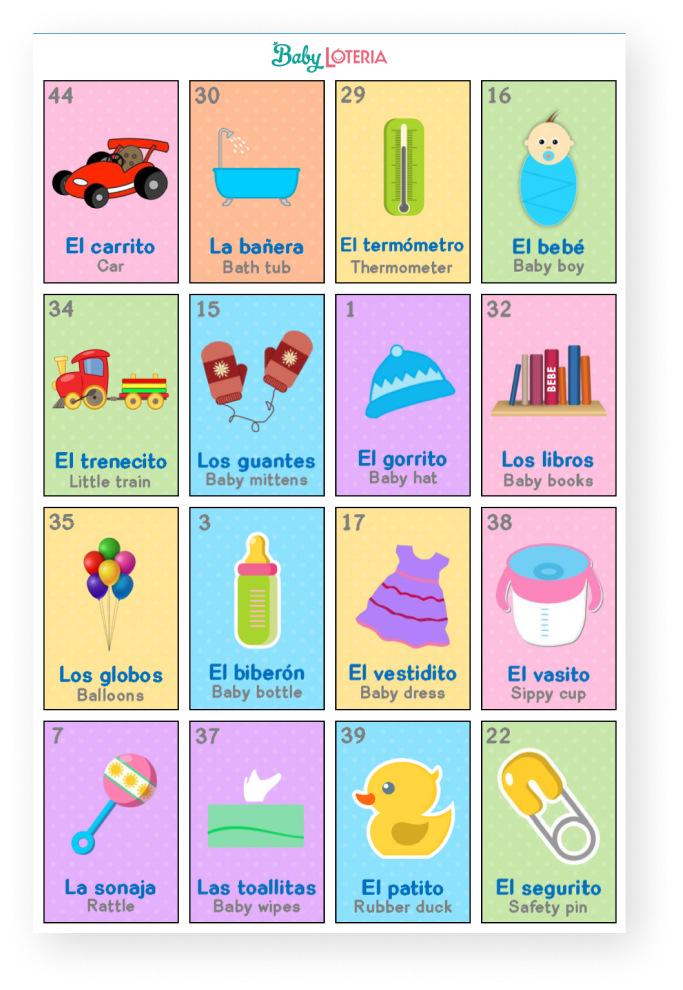 Baby LOTERIA
44
El carrito
Car
30
La bañera
Bath tub
29
El termómetro
Thermometer
16
El bebé
Baby boy
34
El trenecito
Little train
15
Los guantes
Baby mittens
1
El gorrito
Baby hat
32
BEBE
Los libros
Baby books
35
Los globos
Balloons
3
El biberón
Baby bottle
17
El vestidito
Baby dress
38
El vasito
Sippy cup
7
La sonaja
Rattle
37
Las toallitas
Baby wipes
39
El patito
Rubber duck
22
El segurito
Safety pin